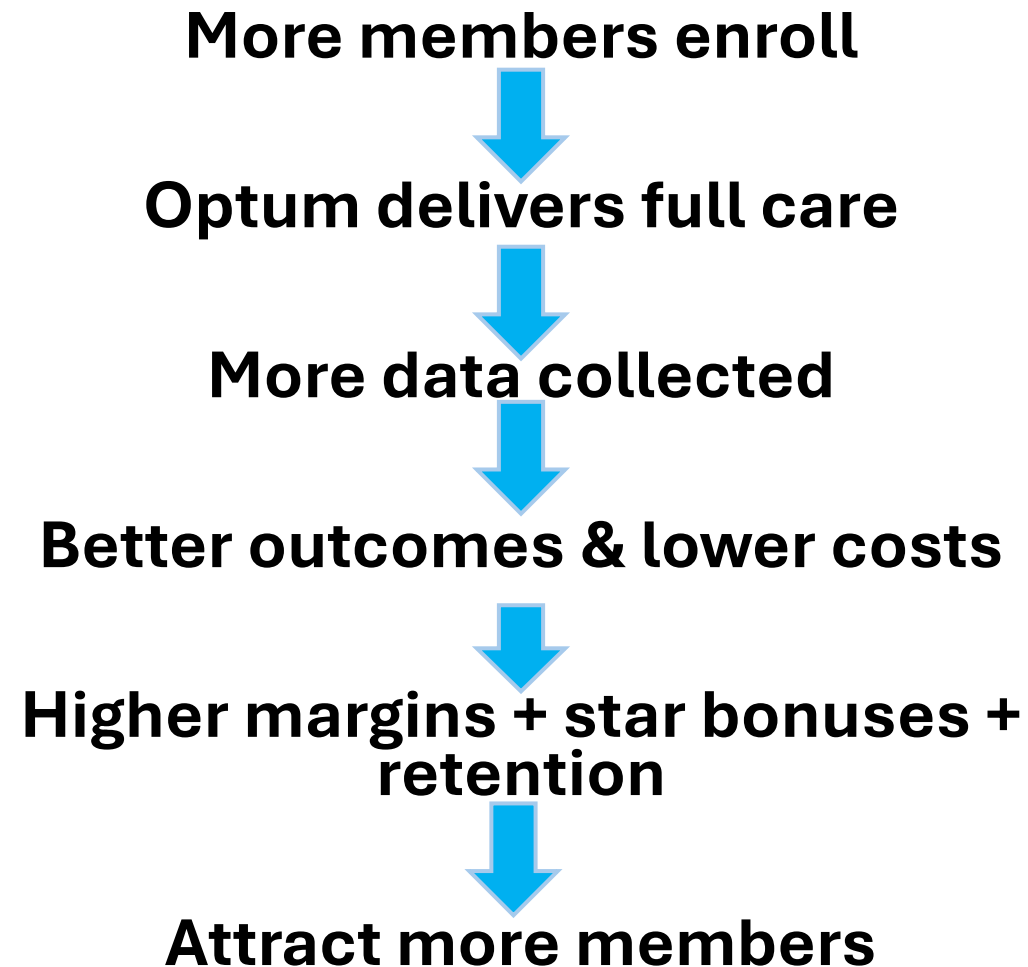 More members enroll
Optum delivers full care
More data collected
Better outcomes & lower costs
Higher margins + star bonuses +
retention
Attract more members